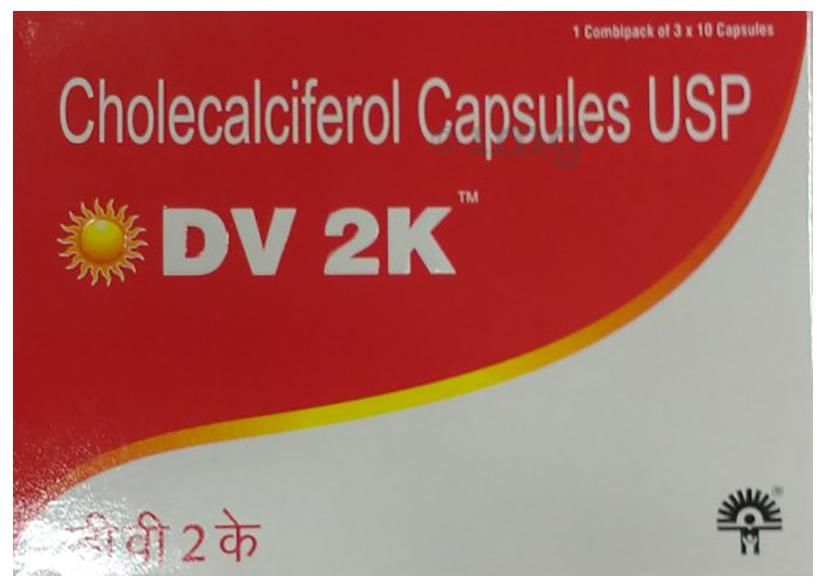 1 Combipack of 3 x 10 Capsules
Cholecalciferol Capsules USP
DV 2K™
डीवी 2 के
®